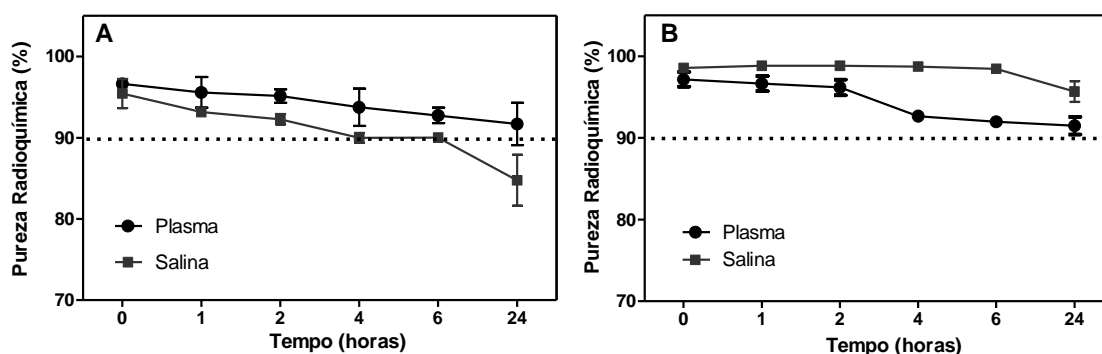 A
Pureza Radioquímica (%)
100
90
80
70
Plasma
Salina
0 1 2 4 6 24
Tempo (horas)
B
Pureza Radioquímica (%)
100
90
80
70
Plasma
Salina
0 1 2 4 6 24
Tempo (horas)